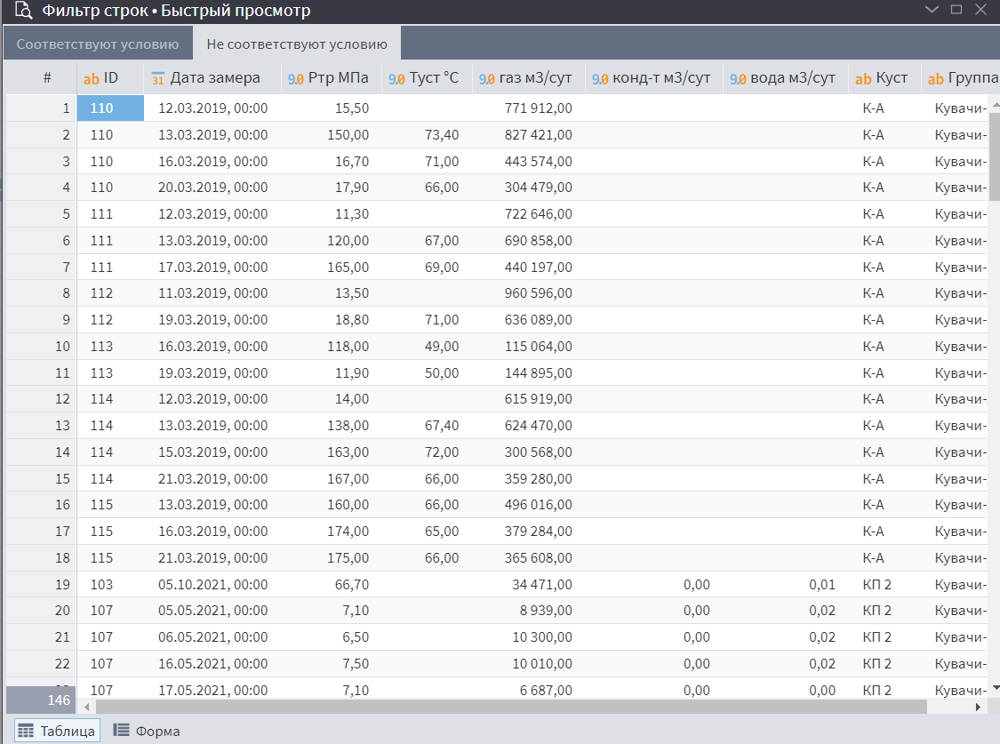 Фильтр строк • Быстрый просмотр
Соответствуют условию Не соответствуют условию
# ab ID 31 Дата замера 9.0 Ртр МПа 9.0 Туст °C 9.0 газ м3/сут 9.0 конд-т м3/сут 9.0 вода м3/сут ab Куст ab Группа
1 110 12.03.2019, 00:00 15,50 771 912,00 К-А Кувачи-
2 110 13.03.2019, 00:00 150,00 73,40 827 421,00 К-А Кувачи-
3 110 16.03.2019, 00:00 16,70 71,00 443 574,00 К-А Кувачи-
4 110 20.03.2019, 00:00 17,90 66,00 304 479,00 К-А Кувачи-
5 111 12.03.2019, 00:00 11,30 722 646,00 К-А Кувачи-
6 111 13.03.2019, 00:00 120,00 67,00 690 858,00 К-А Кувачи-
7 111 17.03.2019, 00:00 165,00 69,00 440 197,00 К-А Кувачи-
8 112 11.03.2019, 00:00 13,50 960 596,00 К-А Кувачи-
9 112 19.03.2019, 00:00 18,80 71,00 636 089,00 К-А Кувачи-
10 113 16.03.2019, 00:00 118,00 49,00 115 064,00 К-А Кувачи-
11 113 19.03.2019, 00:00 11,90 50,00 144 895,00 К-А Кувачи-
12 114 12.03.2019, 00:00 14,00 615 919,00 К-А Кувачи-
13 114 13.03.2019, 00:00 138,00 67,40 624 470,00 К-А Кувачи-
14 114 15.03.2019, 00:00 163,00 72,00 300 568,00 К-А Кувачи-
15 114 21.03.2019, 00:00 167,00 66,00 359 280,00 К-А Кувачи-
16 115 13.03.2019, 00:00 160,00 66,00 496 016,00 К-А Кувачи-
17 115 16.03.2019, 00:00 174,00 65,00 379 284,00 К-А Кувачи-
18 115 21.03.2019, 00:00 175,00 66,00 365 608,00 К-А Кувачи-
19 103 05.10.2021, 00:00 66,70 34 471,00 0,00 0,01 КП 2 Кувачи-
20 107 05.05.2021, 00:00 7,10 8 939,00 0,00 0,02 КП 2 Кувачи-
21 107 06.05.2021, 00:00 6,50 10 300,00 0,00 0,02 КП 2 Кувачи-
22 107 16.05.2021, 00:00 7,50 10 010,00 0,00 0,02 КП 2 Кувачи-
107 17.05.2021, 00:00 7,10 6 687,00 0,00 0,00 КП 2 Кувачи-
146
Таблица Форма